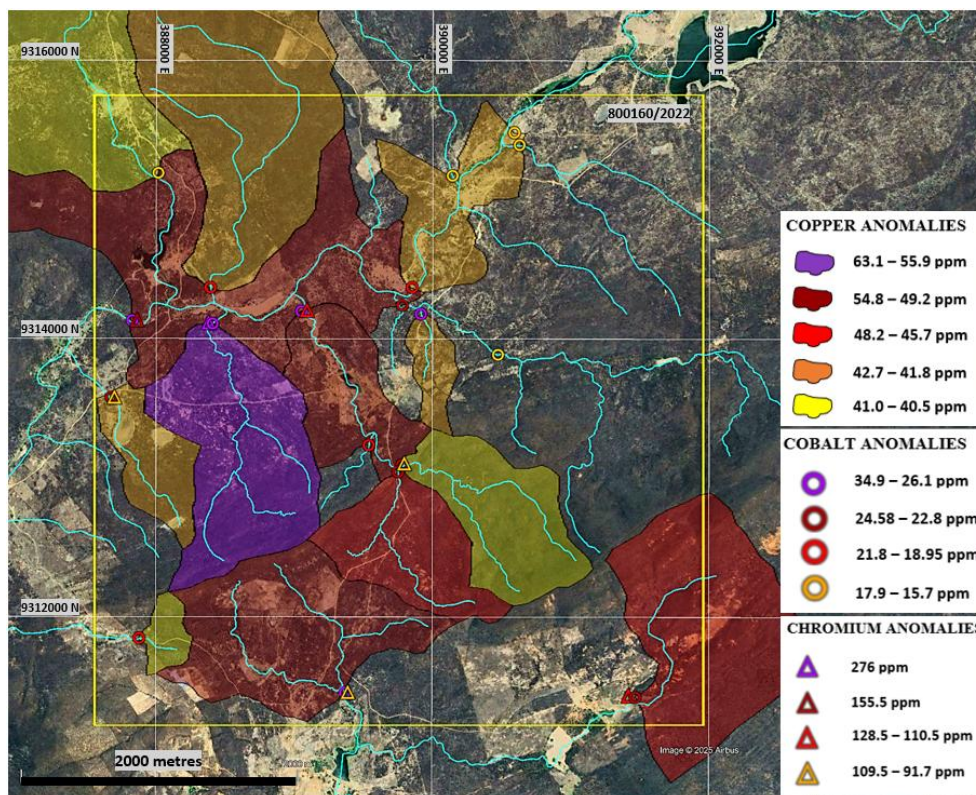 9316000 N
388000 E
390000 E
392000 E
800160/2022
9314000 N
9312000 N
2000 metres
Image © 2025 Airbus
COPPER ANOMALIES
63.1 – 55.9 ppm
54.8 – 49.2 ppm
48.2 – 45.7 ppm
42.7 – 41.8 ppm
41.0 – 40.5 ppm
COBALT ANOMALIES
34.9 – 26.1 ppm
24.58 – 22.8 ppm
21.8 – 18.95 ppm
17.9 – 15.7 ppm
CHROMIUM ANOMALIES
276 ppm
155.5 ppm
128.5 – 110.5 ppm
109.5 – 91.7 ppm